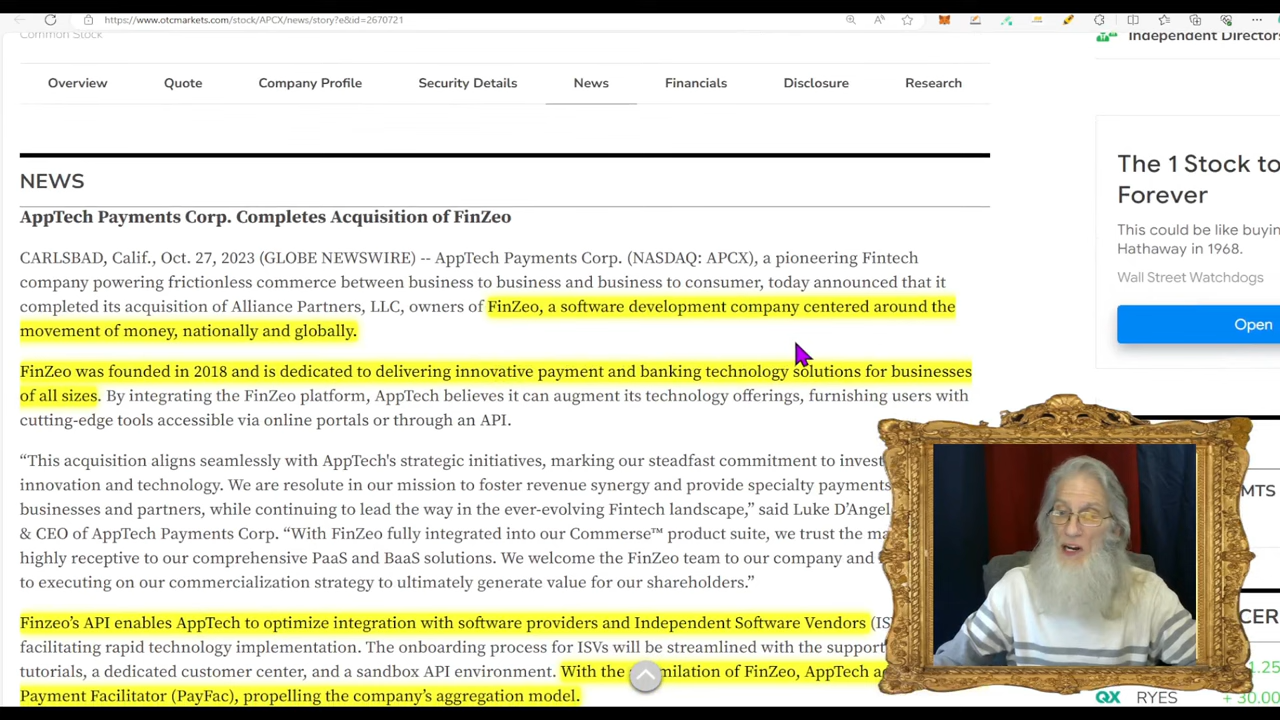 https://www.otcmarkets.com/stock/APCX/news/story?e&id=2670721
Common Stock
Independent Directors
Overview Quote Company Profile Security Details News Financials Disclosure Research
The 1 Stock to
Forever
This could be like buyin
Hathaway in 1968.
Wall Street Watchdogs
Open
NEWS
AppTech Payments Corp. Completes Acquisition of FinZeo
CARLSBAD, Calif., Oct. 27, 2023 (GLOBE NEWSWIRE) -- AppTech Payments Corp. (NASDAQ: APCX), a pioneering Fintech
company powering frictionless commerce between business to business and business to consumer, today announced that it
completed its acquisition of Alliance Partners, LLC, owners of FinZeo, a software development company centered around the
movement of money, nationally and globally.
FinZeo was founded in 2018 and is dedicated to delivering innovative payment and banking technology solutions for businesses
of all sizes. By integrating the FinZeo platform, AppTech believes it can augment its technology offerings, furnishing users with
cutting-edge tools accessible via online portals or through an API.
“This acquisition aligns seamlessly with AppTech's strategic initiatives, marking our steadfast commitment to invest
innovation and technology. We are resolute in our mission to foster revenue synergy and provide specialty payments
businesses and partners, while continuing to lead the way in the ever-evolving Fintech landscape,” said Luke D’Angel
& CEO of AppTech Payments Corp. “With FinZeo fully integrated into our Commerse™ product suite, we trust the ma
highly receptive to our comprehensive PaaS and BaaS solutions. We welcome the FinZeo team to our company and
to executing on our commercialization strategy to ultimately generate value for our shareholders.”
Finzeo’s API enables AppTech to optimize integration with software providers and Independent Software Vendors (IS
facilitating rapid technology implementation. The onboarding process for ISVs will be streamlined with the support
tutorials, a dedicated customer center, and a sandbox API environment. With the milation of FinZeo, AppTech a
Payment Facilitator (PayFac), propelling the company’s aggregation model.
MTS
CER
1.25
QX RYES + 30.00